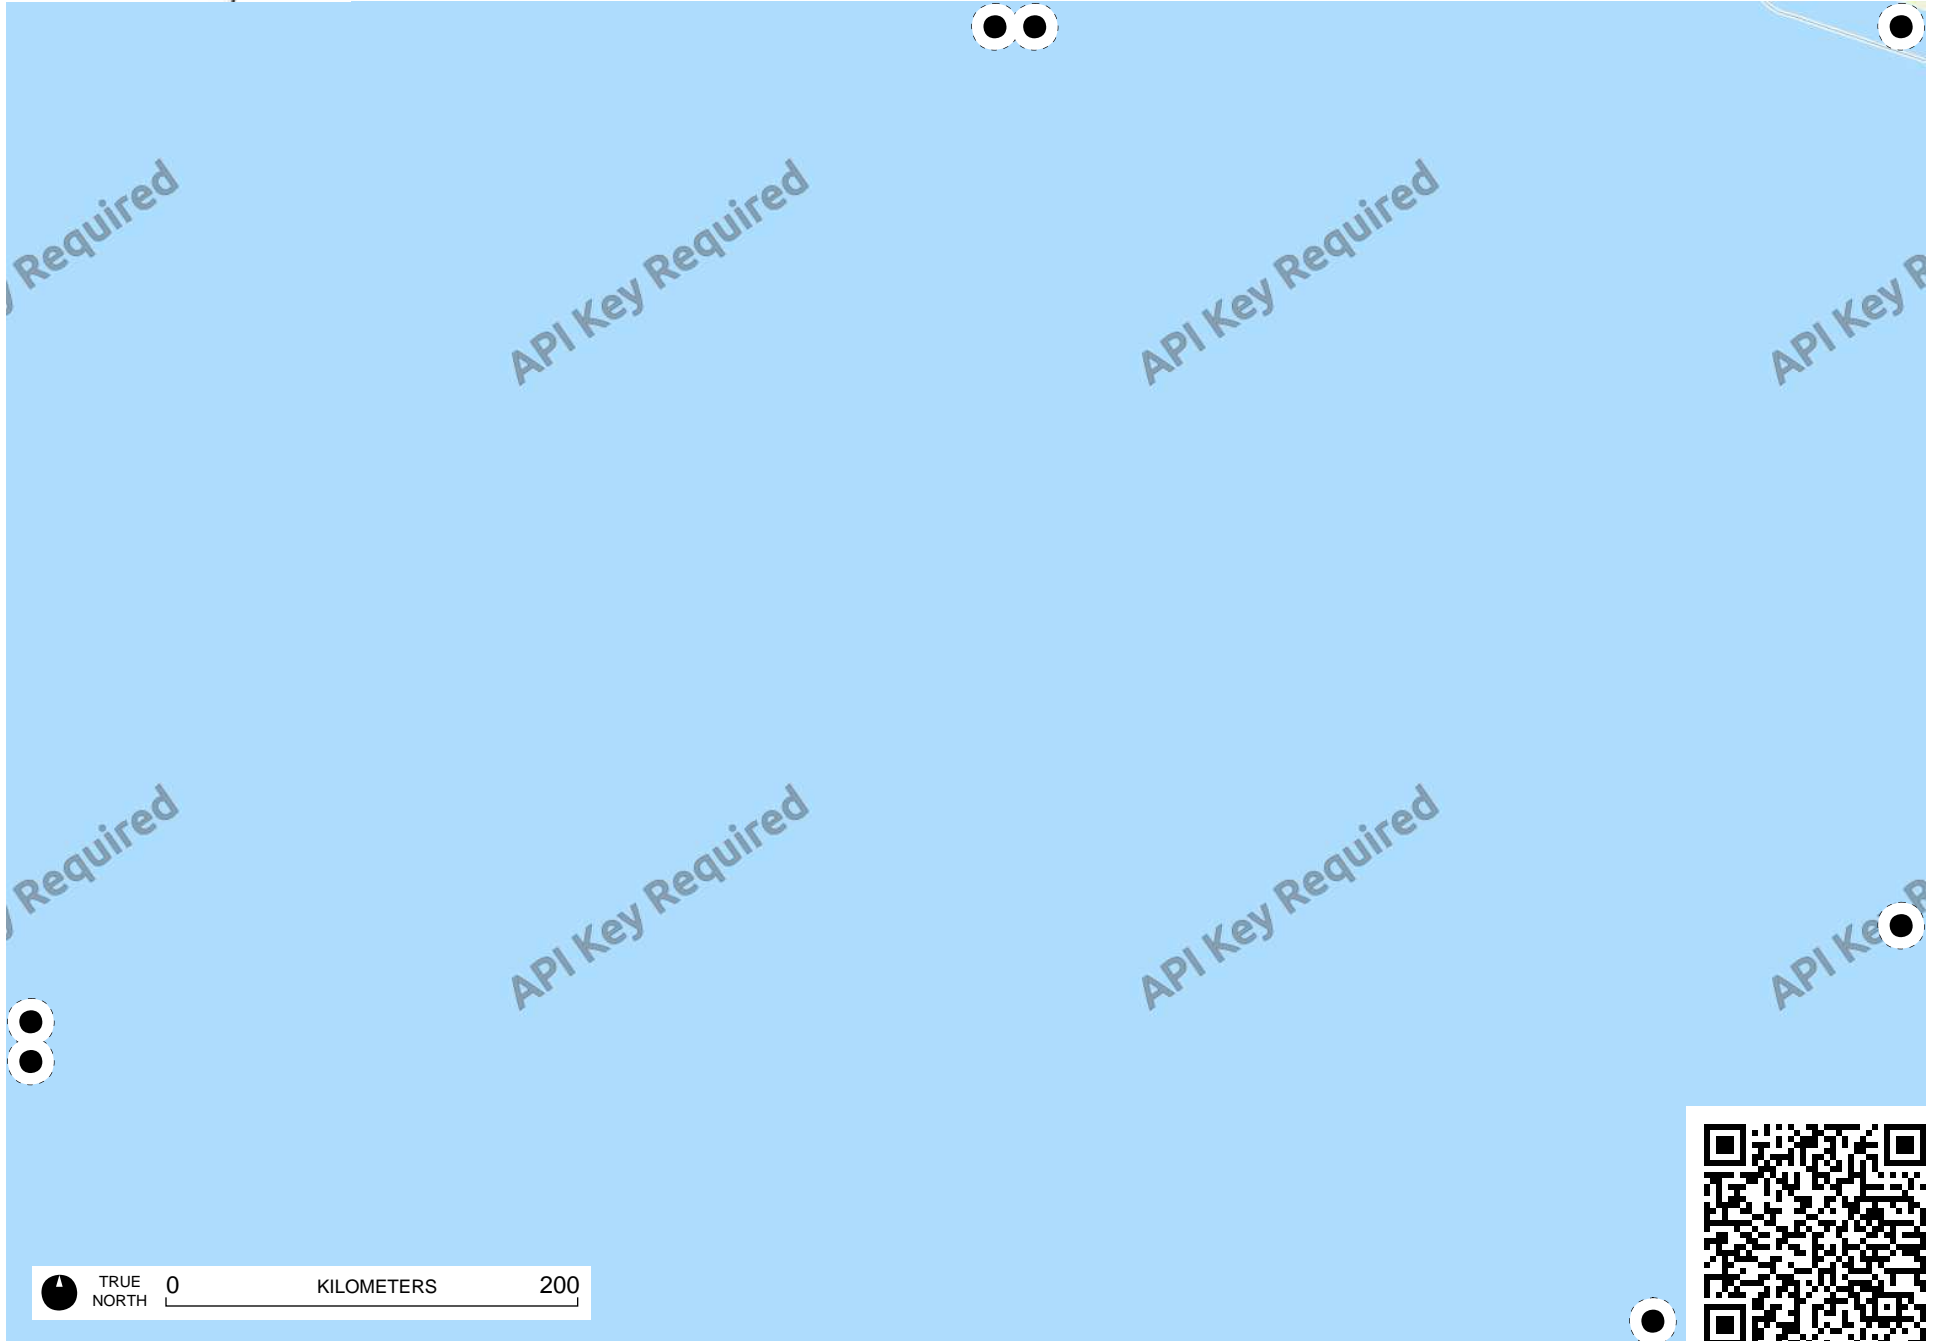 Required
API Key Required
API Key Required
API Key R
Required
API Key Required
API Key Required
API Key R
TRUE NORTH
0 KILOMETERS 200